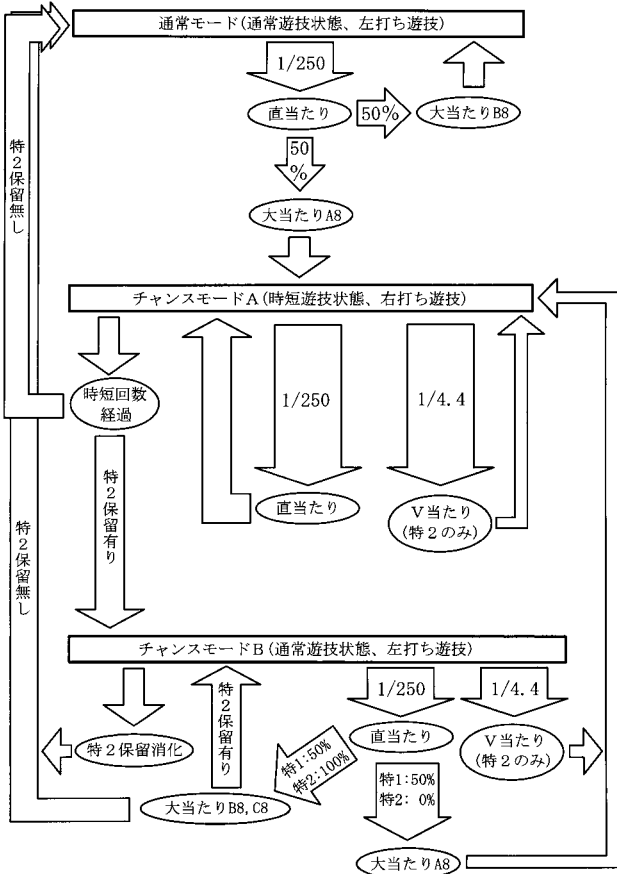 通常モード(通常遊技状態、左打ち遊技)
1/250
直当たり
50%
大当たりB8
50
%
大当たりA8
特2保留無し
チャンスモードA(時短遊技状態、右打ち遊技)
時短回数
経過
1/250
1/4.4
直当たり
V当たり
(特2のみ)
特2保留有り
特2保留無し
チャンスモードB(通常遊技状態、左打ち遊技)
1/250
1/4.4
特2保留消化
特2保留有り
直当たり
V当たり
(特2のみ)
特1:50%
特2:100%
特1:50%
特2: 0%
大当たりB8,C8
大当たりA8